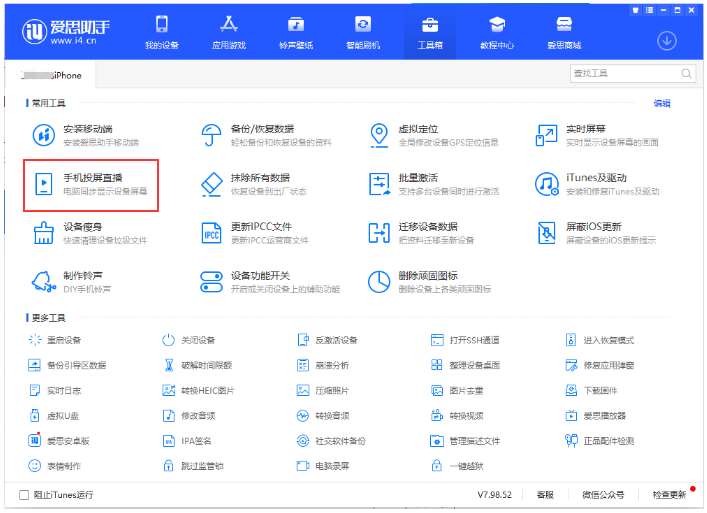 iU 爱思助手
www.i4.cn
我的设备 应用游戏 铃声壁纸 智能刷机 工具箱 教程中心 爱思商城
iPhone
查找工具
常用工具 编辑
安装移动端 备份/恢复数据 虚拟定位 实时屏幕
安装爱思助手移动端 轻松备份和恢复设备的资料 全局修改设备GPS定位信息 实时显示设备屏幕的画面
手机投屏直播 抹除所有数据 批量激活 iTunes及驱动
电脑同步显示设备屏幕 恢复设备到出厂状态 支持多台设备同时进行激活 安装和修复iTunes及驱动
设备瘦身 更新IPCC文件 迁移设备数据 屏蔽iOS更新
快速清理设备垃圾文件 更新IPCC运营商文件 把资料迁移至新设备 屏蔽设备的iOS更新提示
IPCC
制作铃声 设备功能开关 删除顽固图标
DIY手机铃声 开启或关闭设备上的辅助功能 删除设备上各类顽固图标
更多工具
重启设备 关闭设备 反激活设备 打开SSH通道 进入恢复模式
备份引导区数据 破解时间限额 崩溃分析 整理设备桌面 修复应用弹窗
实时日志 转换HEIC图片 压缩照片 图片去重 下载固件
虚拟U盘 修改音频 转换音频 转换视频 爱思播放器
爱思安卓版 IPA签名 社交软件备份 管理描述文件 正品配件检测
表情制作 跳过监管锁 电脑录屏 一键越狱
阻止iTunes运行 V7.98.52 客服 微信公众号 检查更新